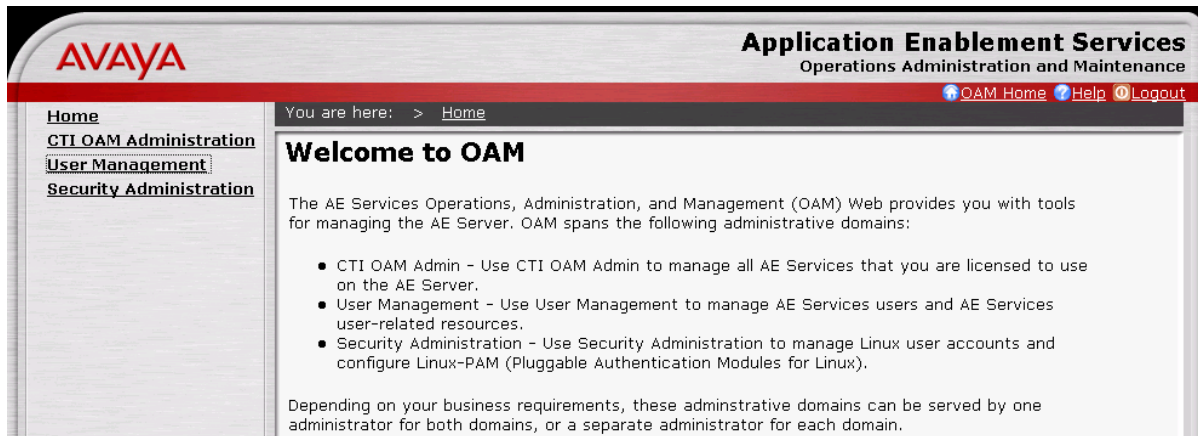 AVAYA
Application Enablement Services
Operations Administration and Maintenance
OAM Home Help Logout
Home
CTI OAM Administration
User Management
Security Administration
You are here: > Home
Welcome to OAM
The AE Services Operations, Administration, and Management (OAM) Web provides you with tools
for managing the AE Server. OAM spans the following administrative domains:
• CTI OAM Admin - Use CTI OAM Admin to manage all AE Services that you are licensed to use
on the AE Server.
• User Management - Use User Management to manage AE Services users and AE Services
user-related resources.
• Security Administration - Use Security Administration to manage Linux user accounts and
configure Linux-PAM (Pluggable Authentication Modules for Linux).
Depending on your business requirements, these adminstrative domains can be served by one
administrator for both domains, or a separate administrator for each domain.